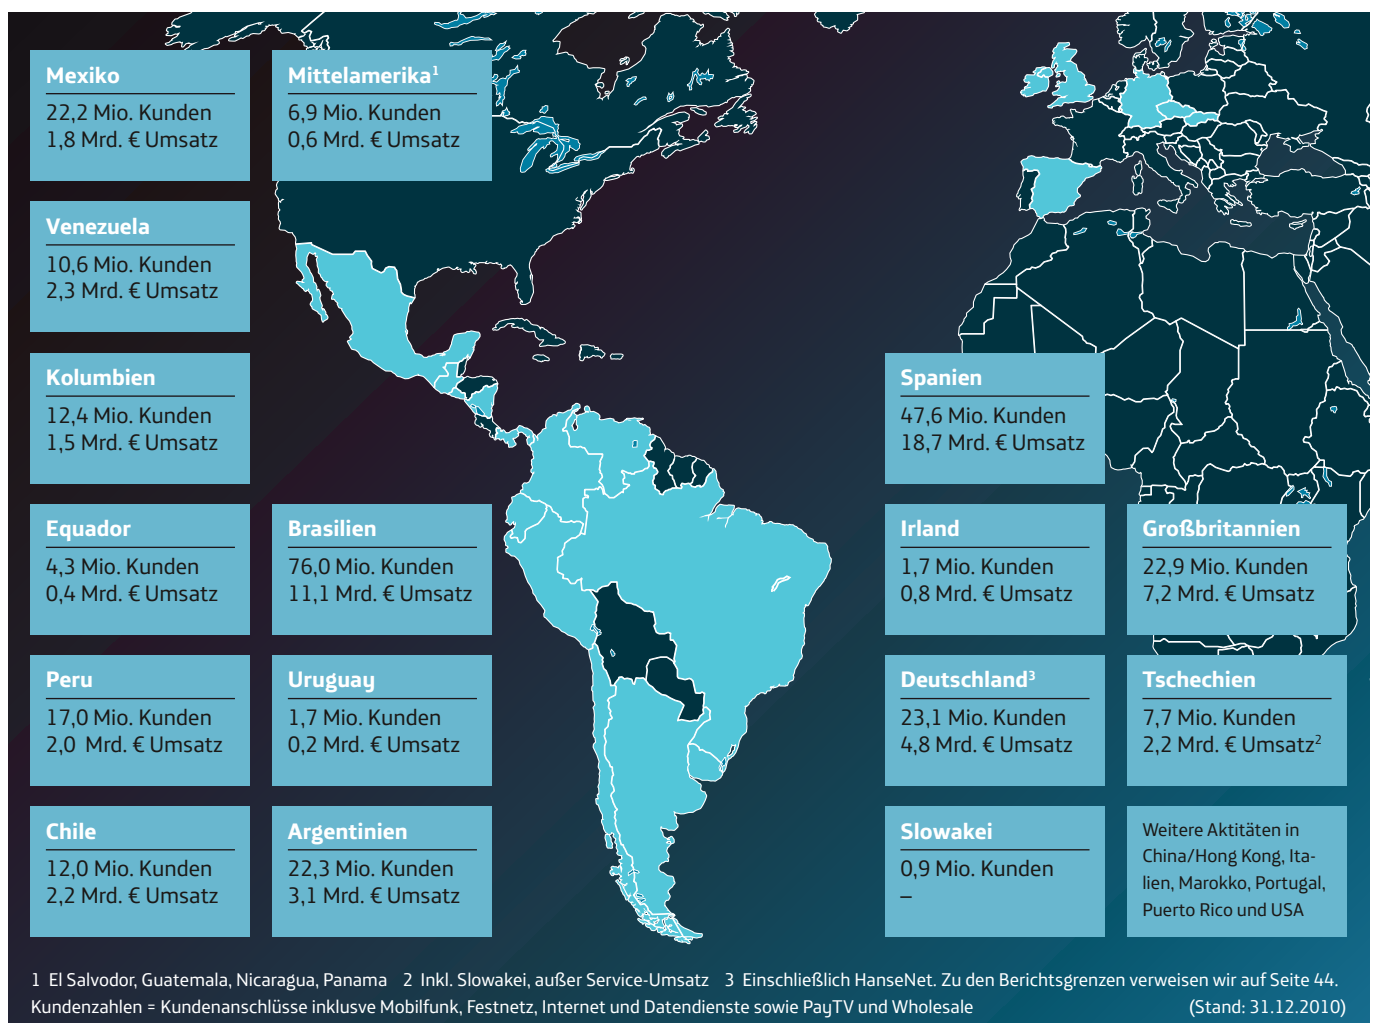 Mexiko
22,2 Mio. Kunden
1,8 Mrd. € Umsatz
Mittelamerika¹
6,9 Mio. Kunden
0,6 Mrd. € Umsatz
Venezuela
10,6 Mio. Kunden
2,3 Mrd. € Umsatz
Kolumbien
12,4 Mio. Kunden
1,5 Mrd. € Umsatz
Equador
4,3 Mio. Kunden
0,4 Mrd. € Umsatz
Brasilien
76,0 Mio. Kunden
11,1 Mrd. € Umsatz
Peru
17,0 Mio. Kunden
2,0 Mrd. € Umsatz
Uruguay
1,7 Mio. Kunden
0,2 Mrd. € Umsatz
Chile
12,0 Mio. Kunden
2,2 Mrd. € Umsatz
Argentinien
22,3 Mio. Kunden
3,1 Mrd. € Umsatz
Spanien
47,6 Mio. Kunden
18,7 Mrd. € Umsatz
Irland
1,7 Mio. Kunden
0,8 Mrd. € Umsatz
Großbritannien
22,9 Mio. Kunden
7,2 Mrd. € Umsatz
Deutschland³
23,1 Mio. Kunden
4,8 Mrd. € Umsatz
Tschechien
7,7 Mio. Kunden
2,2 Mrd. € Umsatz²
Slowakei
0,9 Mio. Kunden
–
Weitere Aktitäten in
China/Hong Kong, Ita-
lien, Marokko, Portugal,
Puerto Rico und USA
1 El Salvodor, Guatemala, Nicaragua, Panama 2 Inkl. Slowakei, außer Service-Umsatz 3 Einschließlich HanseNet. Zu den Berichtsgrenzen verweisen wir auf Seite 44.
Kundenzahlen = Kundenanschlüsse inklusve Mobilfunk, Festnetz, Internet und Datendienste sowie PayTV und Wholesale (Stand: 31.12.2010)